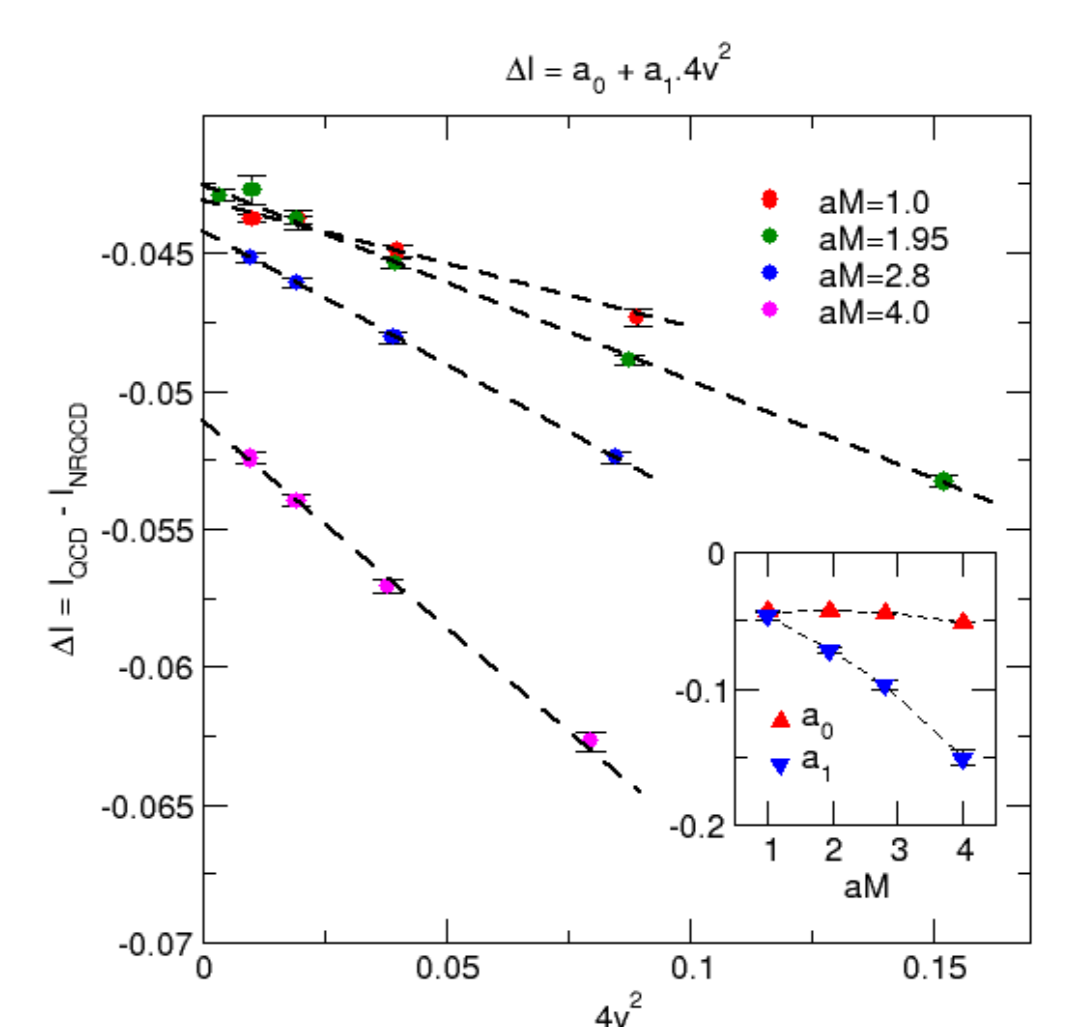 ΔI = a₀ + a₁.4v²
aM=1.0
aM=1.95
aM=2.8
aM=4.0
-0.045
-0.05
-0.055
-0.06
-0.065
-0.07
ΔI = I_QCD - I_NRQCD
0
-0.1
-0.2
a₀
a₁
1 2 3 4
aM
0 0.05 0.1 0.15
4v²